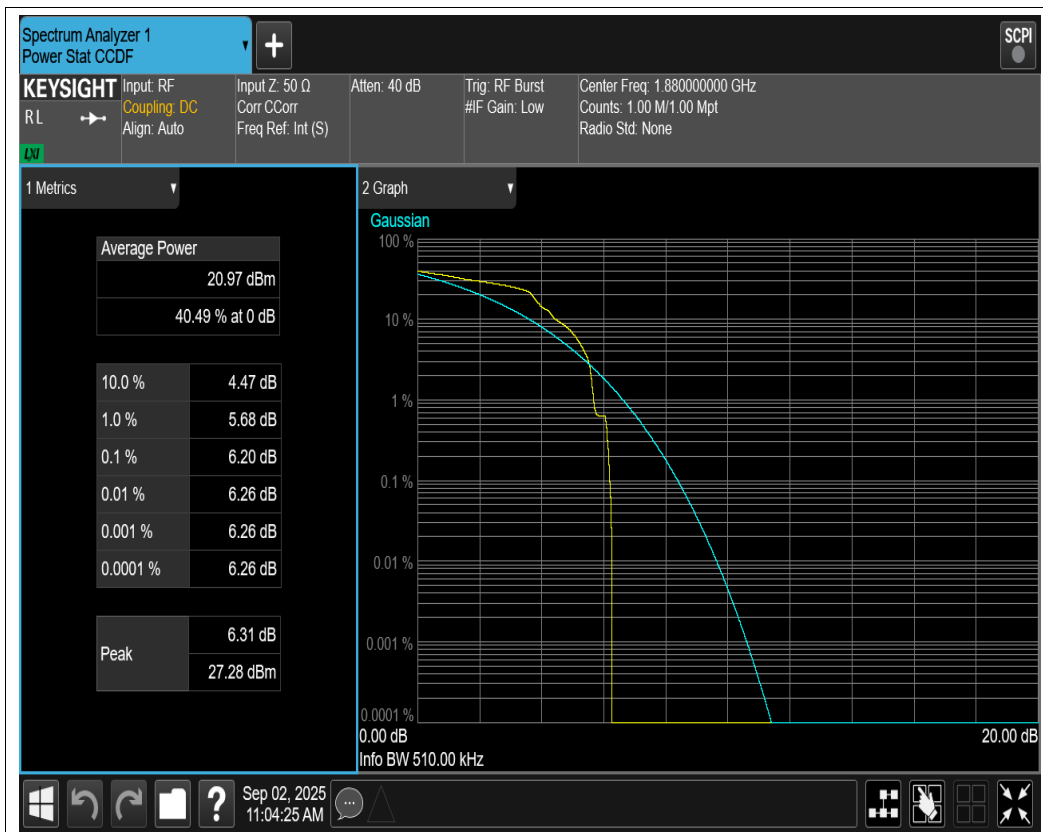 Spectrum Analyzer 1
Power Stat CCDF
+
SCPI
KEYSIGHT
RL
LXI
Input: RF
Coupling: DC
Align: Auto
Input Z: 50 Ω
Corr CCorr
Freq Ref: Int (S)
Atten: 40 dB
Trig: RF Burst
#IF Gain: Low
Center Freq: 1.880000000 GHz
Counts: 1.00 M/1.00 Mpt
Radio Std: None
1 Metrics
Average Power
20.97 dBm
40.49 % at 0 dB
10.0 % 4.47 dB
1.0 % 5.68 dB
0.1 % 6.20 dB
0.01 % 6.26 dB
0.001 % 6.26 dB
0.0001 % 6.26 dB
Peak
6.31 dB
27.28 dBm
2 Graph
Gaussian
100 %
10 %
1 %
0.1 %
0.01 %
0.001 %
0.0001 %
0.00 dB
20.00 dB
Info BW 510.00 kHz
?
Sep 02, 2025
11:04:25 AM